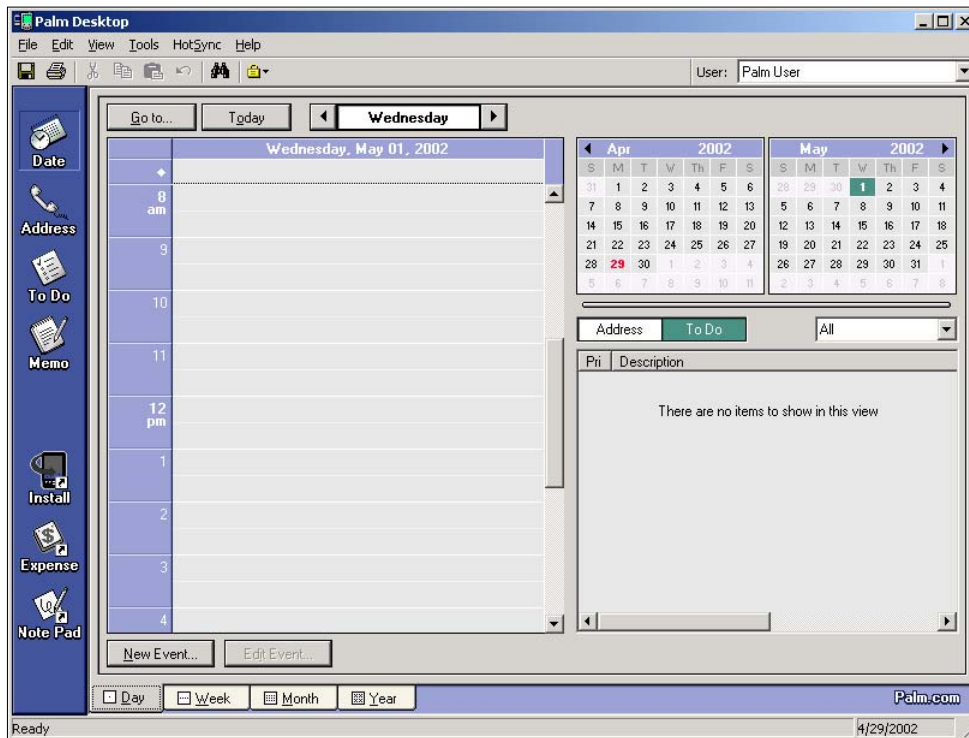 Palm Desktop
File Edit View Tools HotSync Help
User: Palm User
Go to... Today Wednesday
Date
Address
To Do
Memo
Install
Expense
Note Pad
Wednesday, May 01, 2002
8 am
9
10
11
12 pm
1
2
3
4
Apr 2002
S M T W Th F S
31 1 2 3 4 5 6
7 8 9 10 11 12 13
14 15 16 17 18 19 20
21 22 23 24 25 26 27
28 29 30 1 2 3 4
5 6 7 8 9 10 11
May 2002
S M T W Th F S
28 29 30 1 2 3 4
5 6 7 8 9 10 11
12 13 14 15 16 17 18
19 20 21 22 23 24 25
26 27 28 29 30 31 1
2 3 4 5 6 7 8
Address To Do All
Pri Description
There are no items to show in this view
New Event... Edit Event...
Day Week Month Year
Palm.com
Ready 4/29/2002